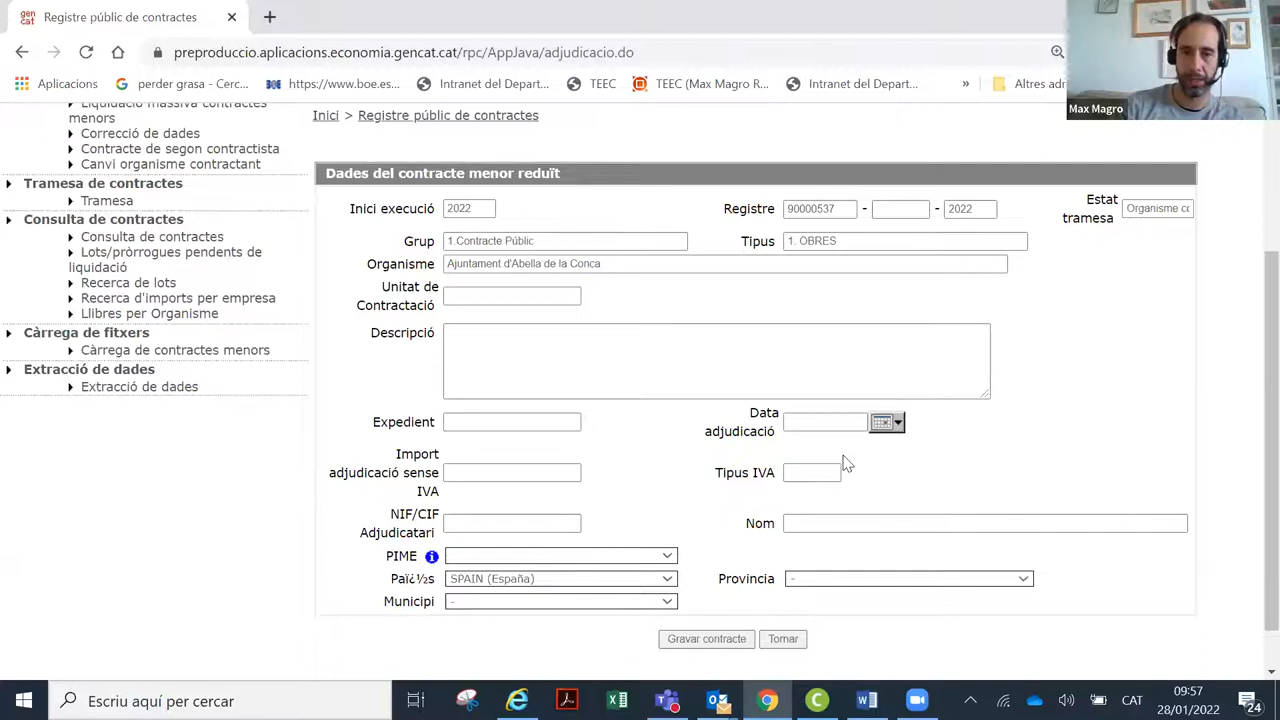 gen
cat
Registre públic de contractes
preproduccio.aplicacions.economia.gencat.cat/rpc/AppJava/adjudicacio.do
Aplicacions
perder grasa - Cerc...
https://www.boe.es...
Intranet del Depart...
TEEC
TEEC (Max Magro R...
Intranet del Depart...
»
Altres adr
Max Magro
Liquidació massiva contractes
menors
Correcció de dades
Contracte de segon contractista
Canvi organisme contractant
Tramesa de contractes
Tramesa
Consulta de contractes
Consulta de contractes
Lots/pròrrogues pendents de
liquidació
Recerca de lots
Recerca d'imports per empresa
Llibres per Organisme
Càrrega de fitxers
Càrrega de contractes menors
Extracció de dades
Extracció de dades
Inici > Registre públic de contractes
Dades del contracte menor reduït
Inici execució 2022
Registre 90000537 - - 2022
Estat
tramesa Organisme co
Grup 1.Contracte Públic
Tipus 1. OBRES
Organisme Ajuntament d'Abella de la Conca
Unitat de
Contractació
Descripció
Expedient
Data
adjudicació
Import
adjudicació sense
IVA
Tipus IVA
NIF/CIF
Adjudicatari
Nom
PIME i
Paï¿½s SPAIN (España)
Provincia -
Municipi -
Gravar contracte Tornar
Escriu aquí per cercar
CAT
09:57
28/01/2022
24